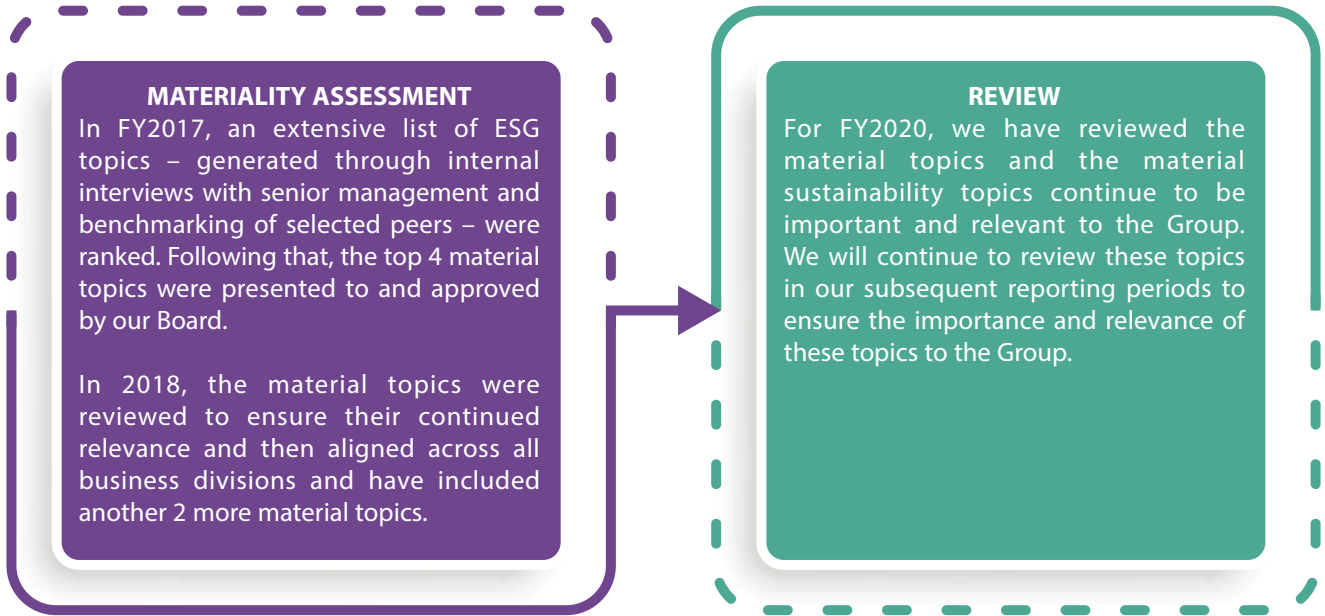 MATERIALITY ASSESSMENT
In FY2017, an extensive list of ESG
topics – generated through internal
interviews with senior management and
benchmarking of selected peers – were
ranked. Following that, the top 4 material
topics were presented to and approved
by our Board.
In 2018, the material topics were
reviewed to ensure their continued
relevance and then aligned across all
business divisions and have included
another 2 more material topics.
REVIEW
For FY2020, we have reviewed the
material topics and the material
sustainability topics continue to be
important and relevant to the Group.
We will continue to review these topics
in our subsequent reporting periods to
ensure the importance and relevance of
these topics to the Group.